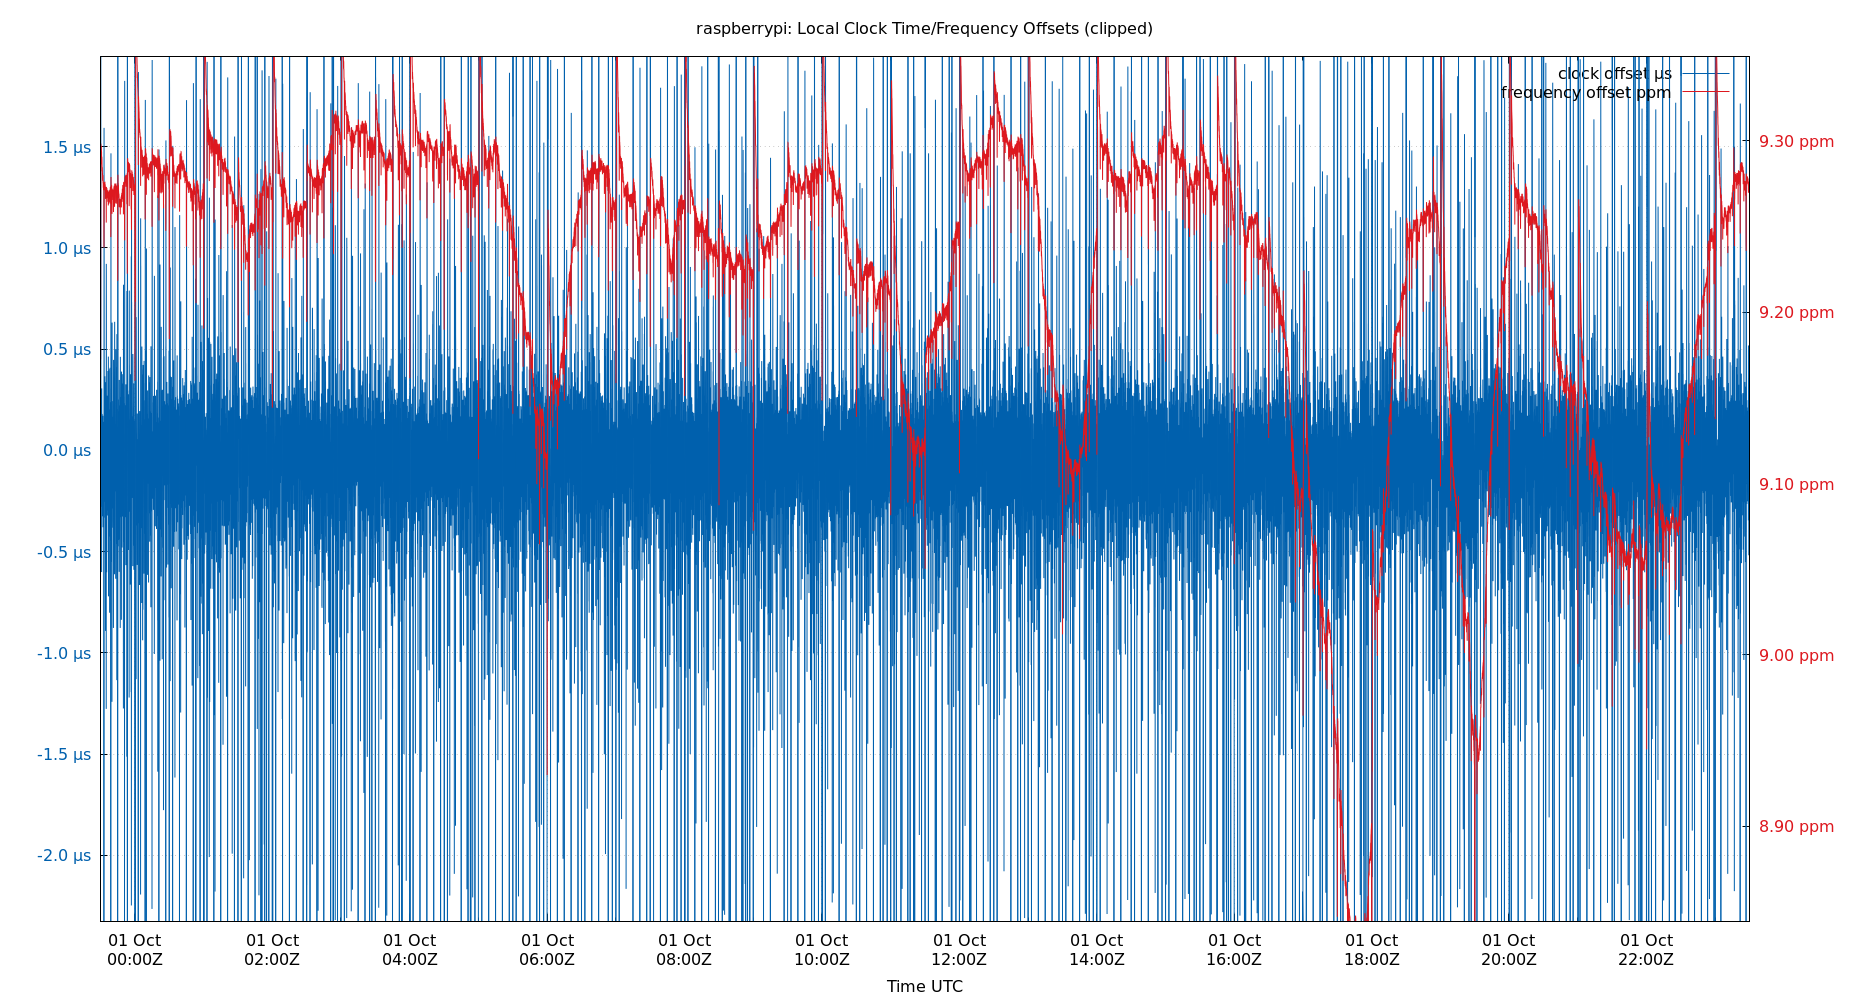 raspberrypi: Local Clock Time/Frequency Offsets (clipped)
clock offset µs
frequency offset ppm
1.5 µs
1.0 µs
0.5 µs
0.0 µs
-0.5 µs
-1.0 µs
-1.5 µs
-2.0 µs
9.30 ppm
9.20 ppm
9.10 ppm
9.00 ppm
8.90 ppm
01 Oct 01 Oct 01 Oct 01 Oct 01 Oct 01 Oct 01 Oct 01 Oct 01 Oct 01 Oct 01 Oct 01 Oct
00:00Z 02:00Z 04:00Z 06:00Z 08:00Z 10:00Z 12:00Z 14:00Z 16:00Z 18:00Z 20:00Z 22:00Z
Time UTC